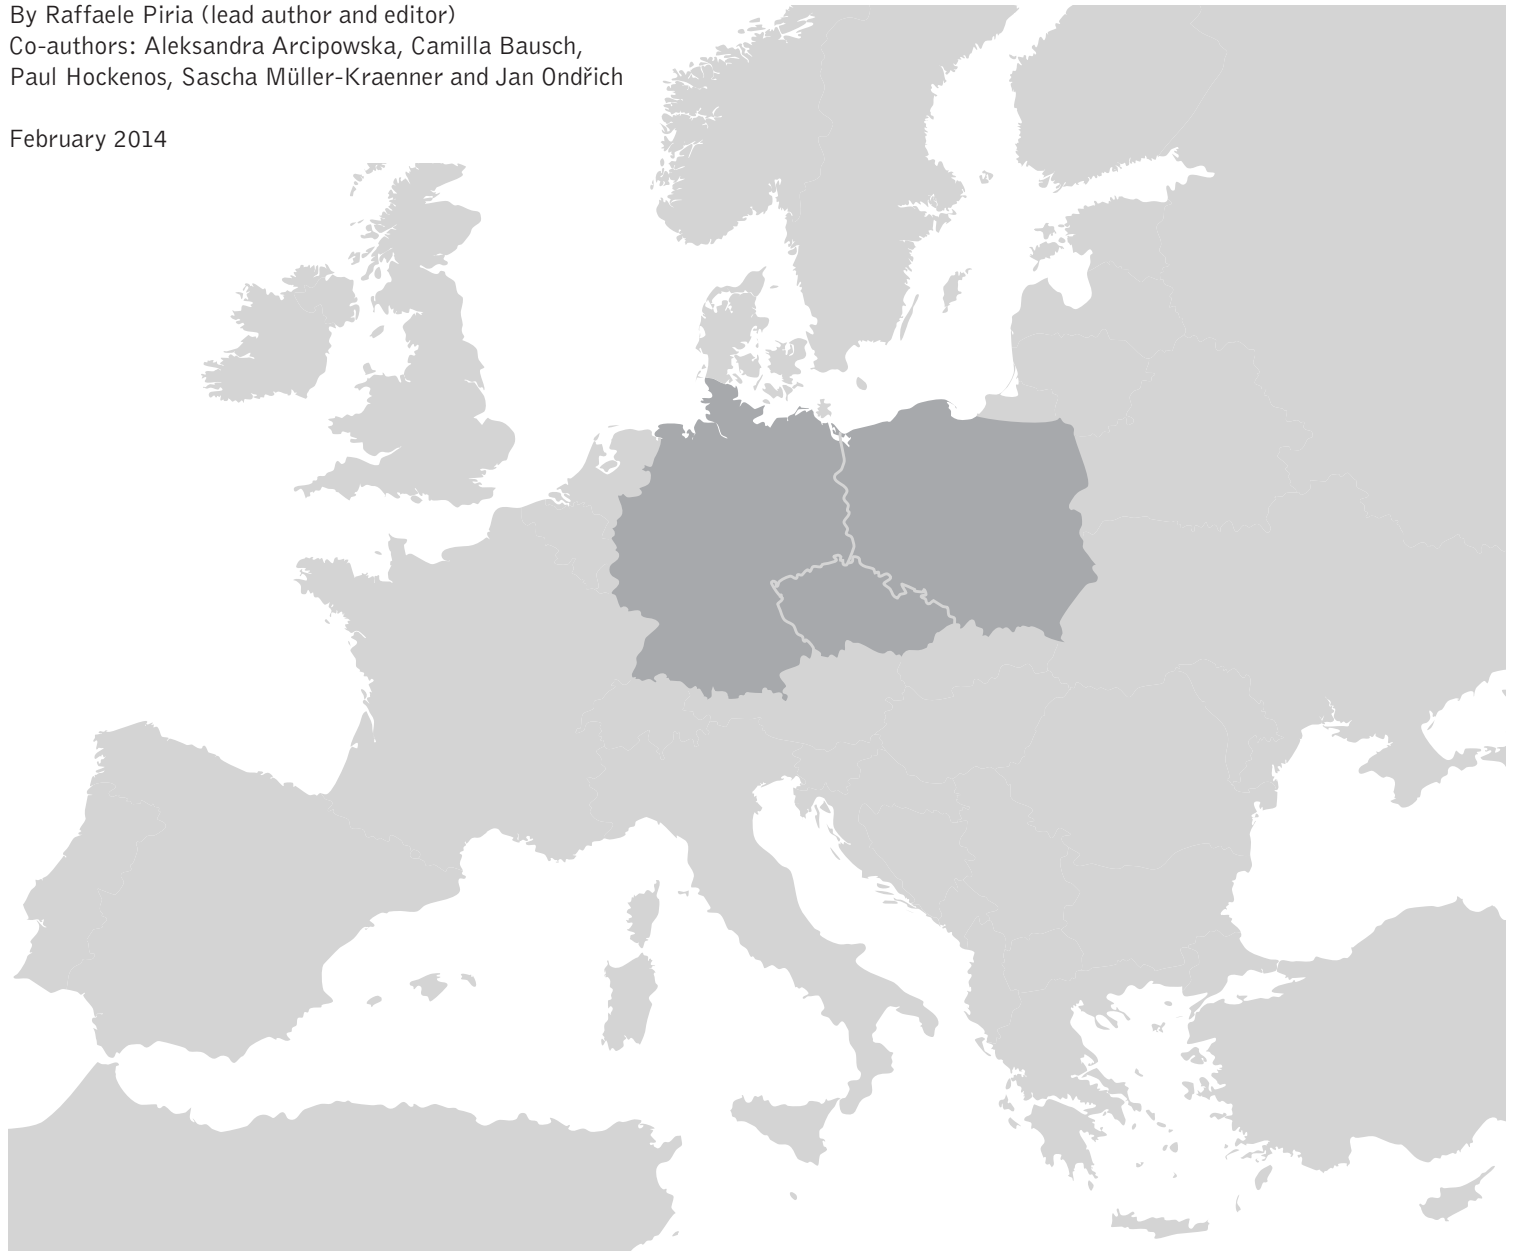 By Raffaele Piria (lead author and editor)
Co-authors: Aleksandra Arcipowska, Camilla Bausch,
Paul Hockenos, Sascha Müller-Kraenner and Jan Ondřich
February 2014